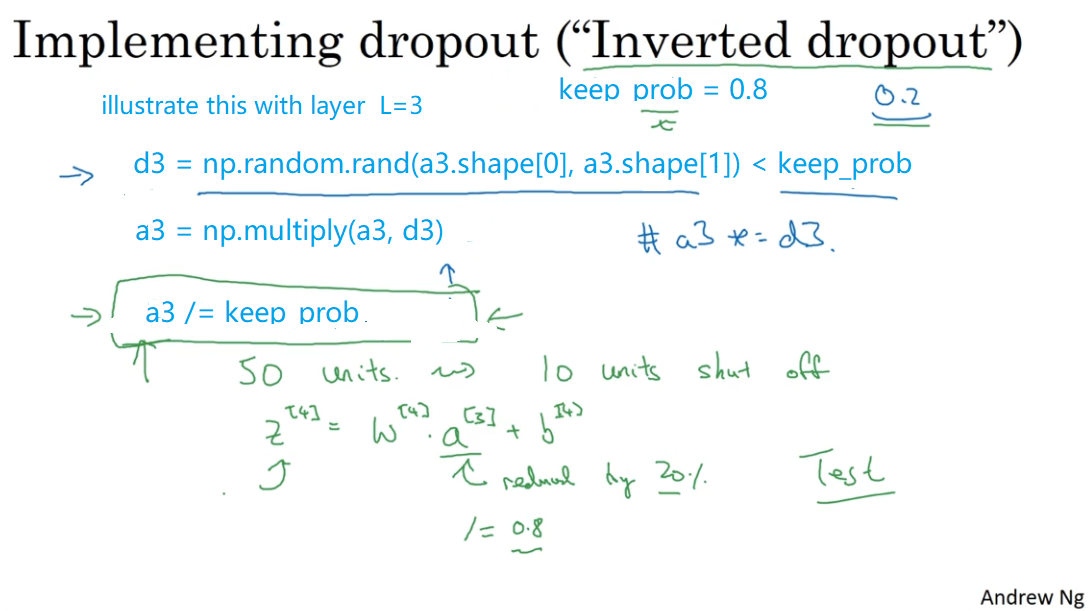 Implementing dropout (“Inverted dropout”)
illustrate this with layer L=3 keep_prob = 0.8 0.2
→ d3 = np.random.rand(a3.shape[0], a3.shape[1]) < keep_prob
a3 = np.multiply(a3, d3) # a3 *= d3.
↑
→ a3 /= keep_prob ←
↑ 50 units. ⇝ 10 units shut off
z^[4] = W^[4] · a^[3] + b^[4]
reduced by 20%. Test
/= 0.8
Andrew Ng